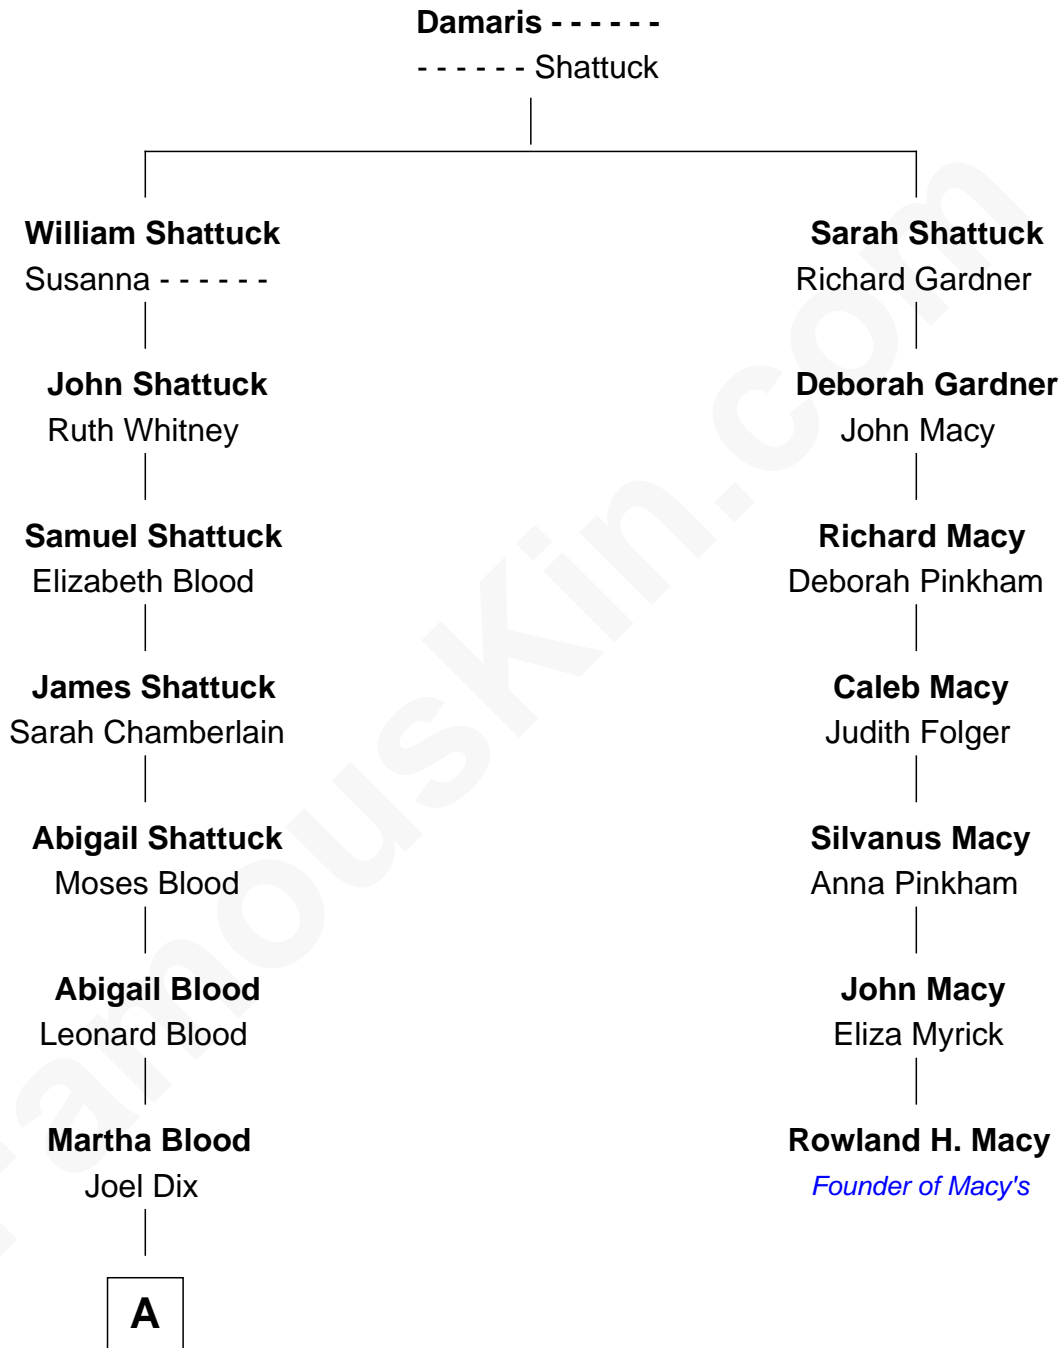 Damaris - - - - - -
- - - - - - Shattuck
William Shattuck
Susanna - - - - - -
Sarah Shattuck
Richard Gardner
John Shattuck
Ruth Whitney
Deborah Gardner
John Macy
Samuel Shattuck
Elizabeth Blood
Richard Macy
Deborah Pinkham
James Shattuck
Sarah Chamberlain
Caleb Macy
Judith Folger
Abigail Shattuck
Moses Blood
Silvanus Macy
Anna Pinkham
Abigail Blood
Leonard Blood
John Macy
Eliza Myrick
Martha Blood
Joel Dix
Rowland H. Macy
Founder of Macy's
A
FamousKin.com